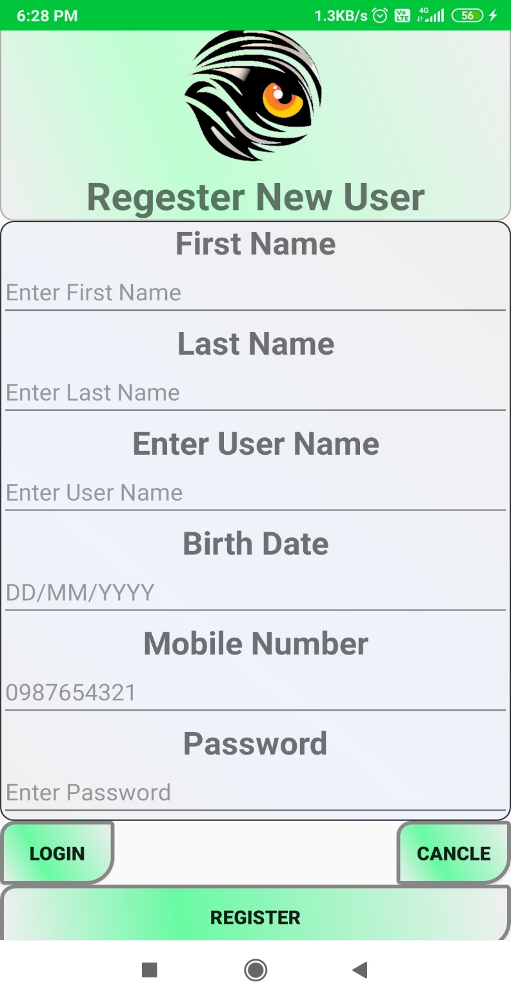 6:28 PM 1.3KB/s Vo LTE 4G 56
Regester New User
First Name
Enter First Name
Last Name
Enter Last Name
Enter User Name
Enter User Name
Birth Date
DD/MM/YYYY
Mobile Number
0987654321
Password
Enter Password
LOGIN CANCLE
REGISTER